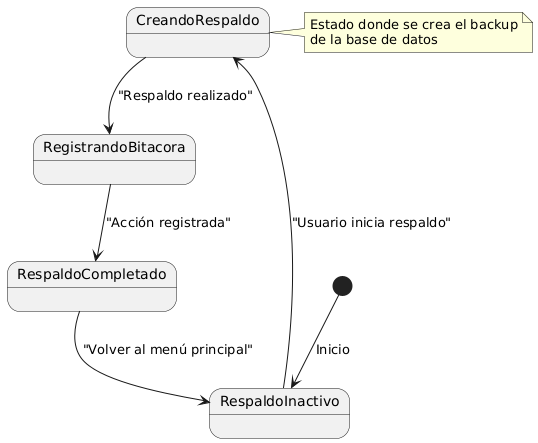 CreandoRespaldo
Estado donde se crea el backup
de la base de datos
"Respaldo realizado"
RegistrandoBitacora
"Acción registrada"
"Usuario inicia respaldo"
RespaldoCompletado
"Volver al menú principal"
Inicio
RespaldoInactivo